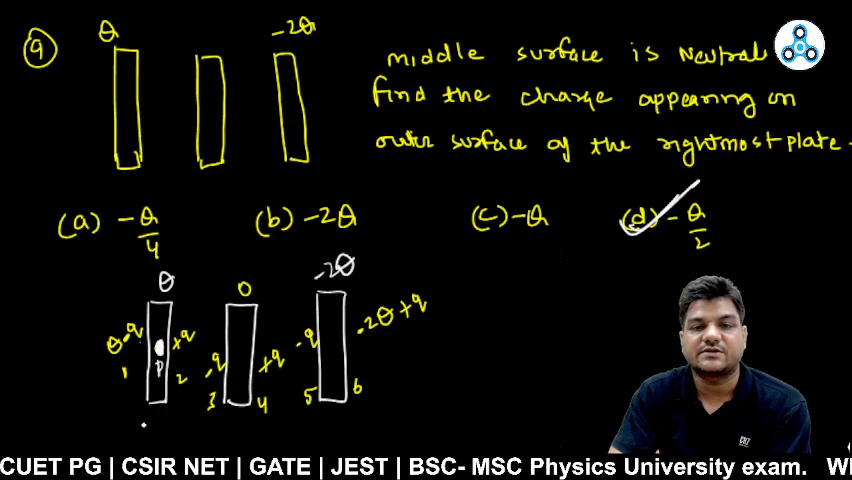 9
Q -2Q
middle surface is Neutral
find the charge appearing on
outer surface of the rightmost plate.
(a) -Q/4 (b) -2Q (c) -Q (d) -Q/2
Q 0 -2Q
Q-q +q -q +q -q -2Q+q
P
1 2 3 4 5 6
CUET PG | CSIR NET | GATE | JEST | BSC- MSC Physics University exam. W